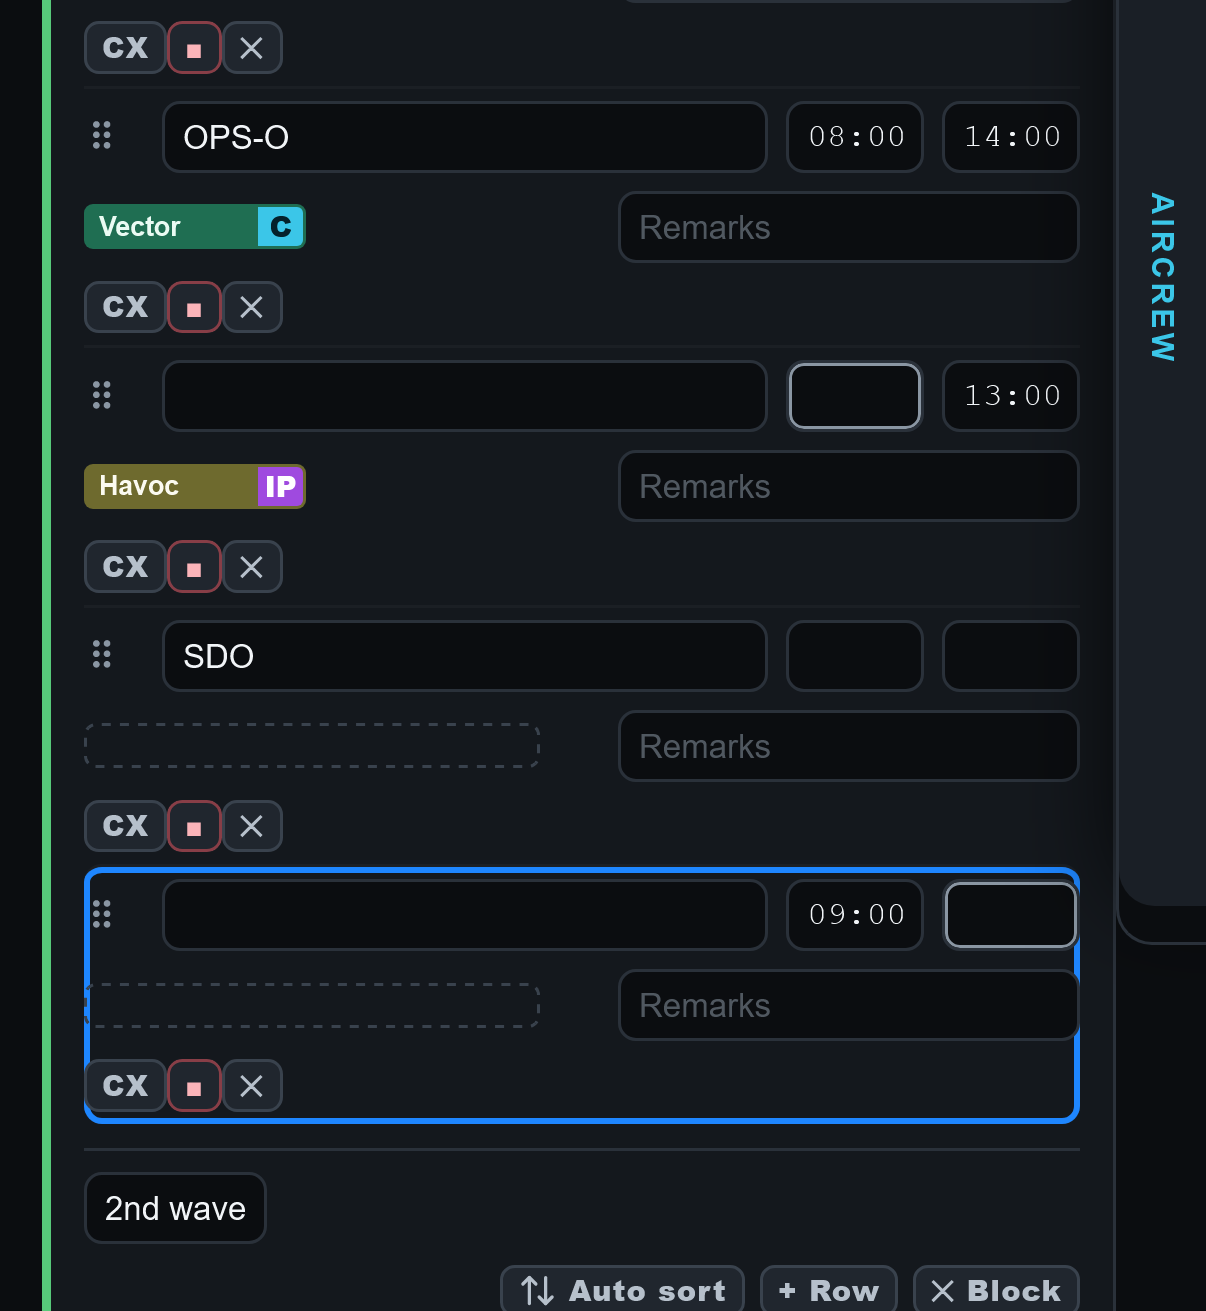 CX
OPS-O 08:00 14:00
Vector C Remarks
CX
13:00
Havoc IP Remarks
CX
SDO
Remarks
CX
09:00
Remarks
CX
2nd wave
Auto sort + Row × Block
AIRCREW